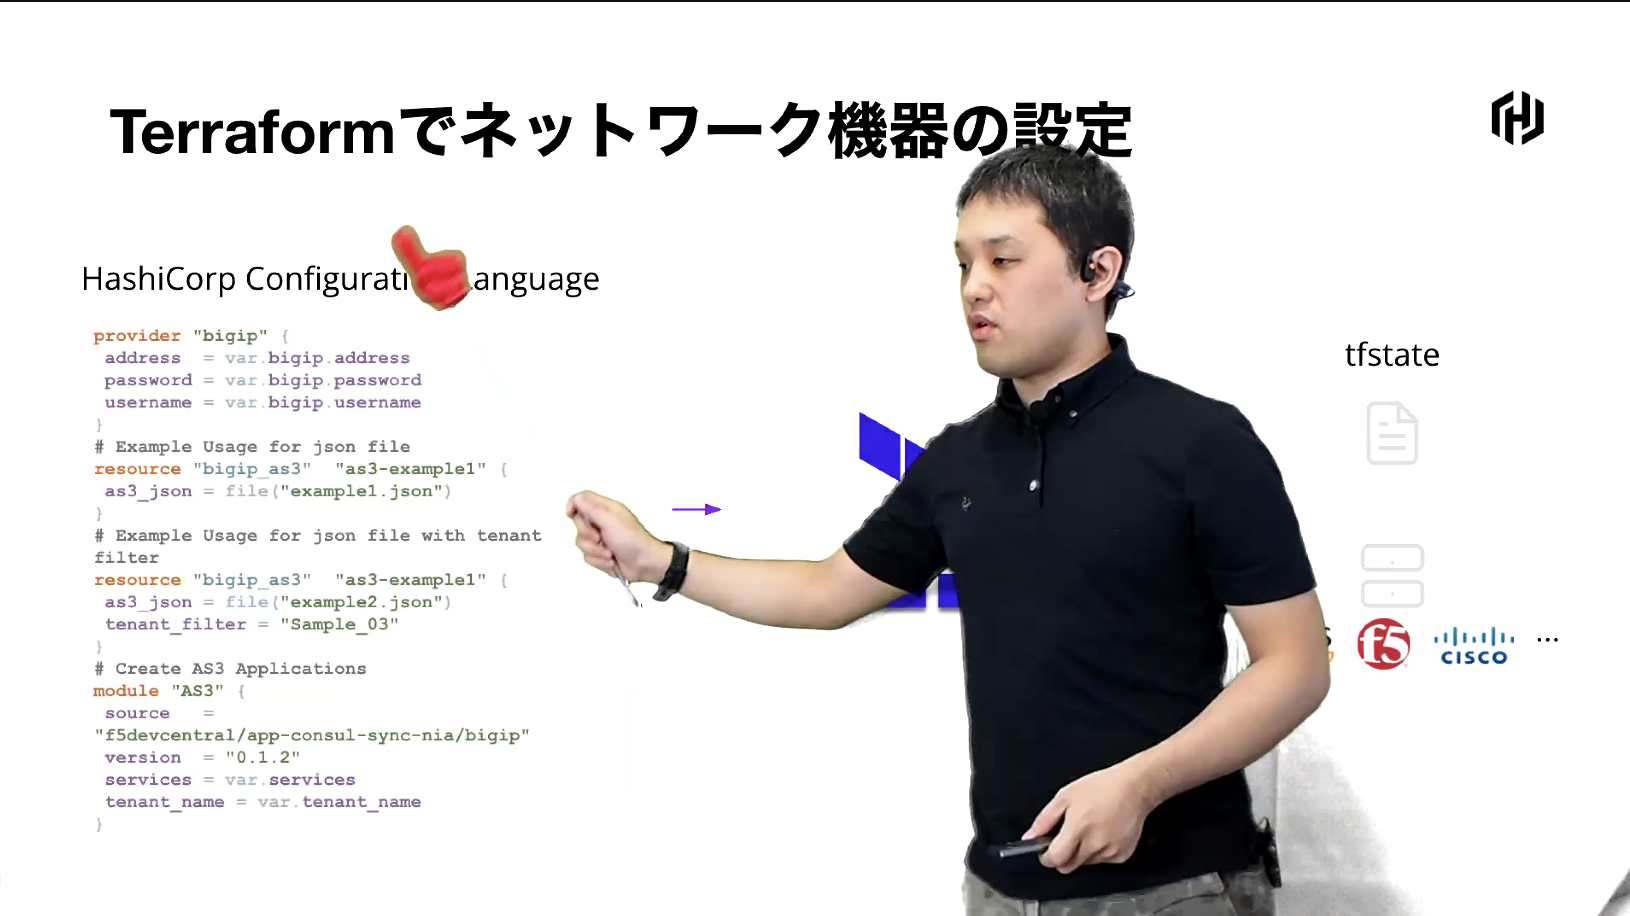 Terraformでネットワーク機器の設定
HashiCorp Configurati anguage
provider "bigip" {
address = var.bigip.address
password = var.bigip.password
username = var.bigip.username
}
# Example Usage for json file
resource "bigip_as3" "as3-example1" {
as3_json = file("example1.json")
}
# Example Usage for json file with tenant
filter
resource "bigip_as3" "as3-example1" {
as3_json = file("example2.json")
tenant_filter = "Sample_03"
}
# Create AS3 Applications
module "AS3" {
source =
"f5devcentral/app-consul-sync-nia/bigip"
version = "0.1.2"
services = var.services
tenant_name = var.tenant_name
}
tfstate
f5
CISCO
...